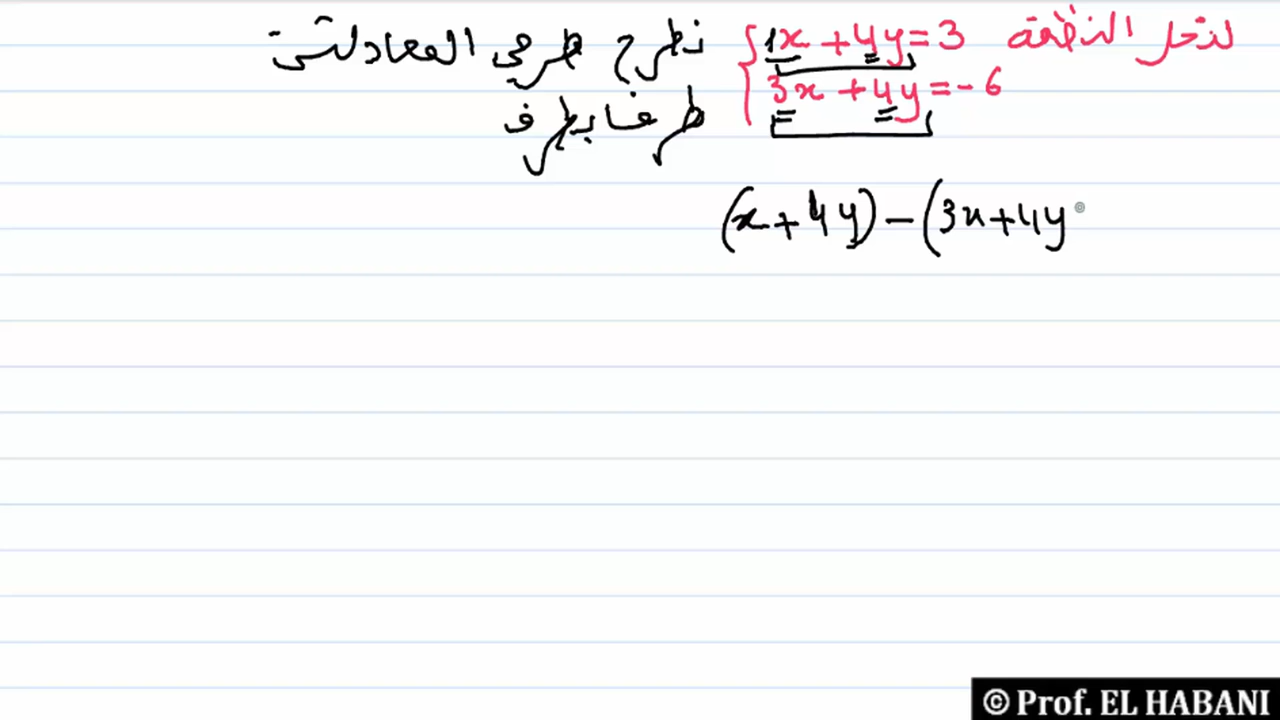 لنحل النظمة { 1x + 4y = 3 نطرح طرفي المعادلتين
3x + 4y = -6 طرفا بطرف
(x + 4y) - (3x + 4y
© Prof. EL HABANI